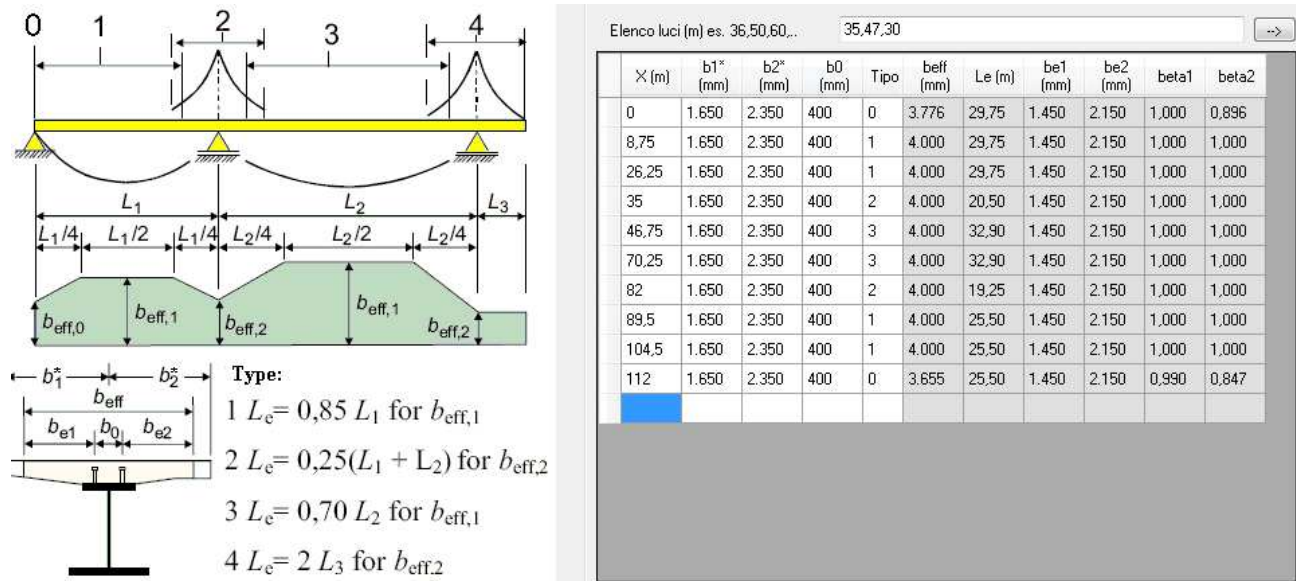 0 1 2 3 4
L1 L2 L3
L1/4 L1/2 L1/4 L2/4 L2/2 L2/4
beff,0 beff,1 beff,2 beff,1 beff,2
b1* b2*
beff
be1 b0 be2
Type:
1 Le= 0,85 L1 for beff,1
2 Le= 0,25(L1 + L2) for beff,2
3 Le= 0,70 L2 for beff,1
4 Le= 2 L3 for beff,2
Elenco luci (m) es. 36,50,60,.. 35,47,30 -->
X (m) b1* (mm) b2* (mm) b0 (mm) Tipo beff (mm) Le (m) be1 (mm) be2 (mm) beta1 beta2
0 1.650 2.350 400 0 3.776 29,75 1.450 2.150 1,000 0,896
8,75 1.650 2.350 400 1 4.000 29,75 1.450 2.150 1,000 1,000
26,25 1.650 2.350 400 1 4.000 29,75 1.450 2.150 1,000 1,000
35 1.650 2.350 400 2 4.000 20,50 1.450 2.150 1,000 1,000
46,75 1.650 2.350 400 3 4.000 32,90 1.450 2.150 1,000 1,000
70,25 1.650 2.350 400 3 4.000 32,90 1.450 2.150 1,000 1,000
82 1.650 2.350 400 2 4.000 19,25 1.450 2.150 1,000 1,000
89,5 1.650 2.350 400 1 4.000 25,50 1.450 2.150 1,000 1,000
104,5 1.650 2.350 400 1 4.000 25,50 1.450 2.150 1,000 1,000
112 1.650 2.350 400 0 3.655 25,50 1.450 2.150 0,990 0,847